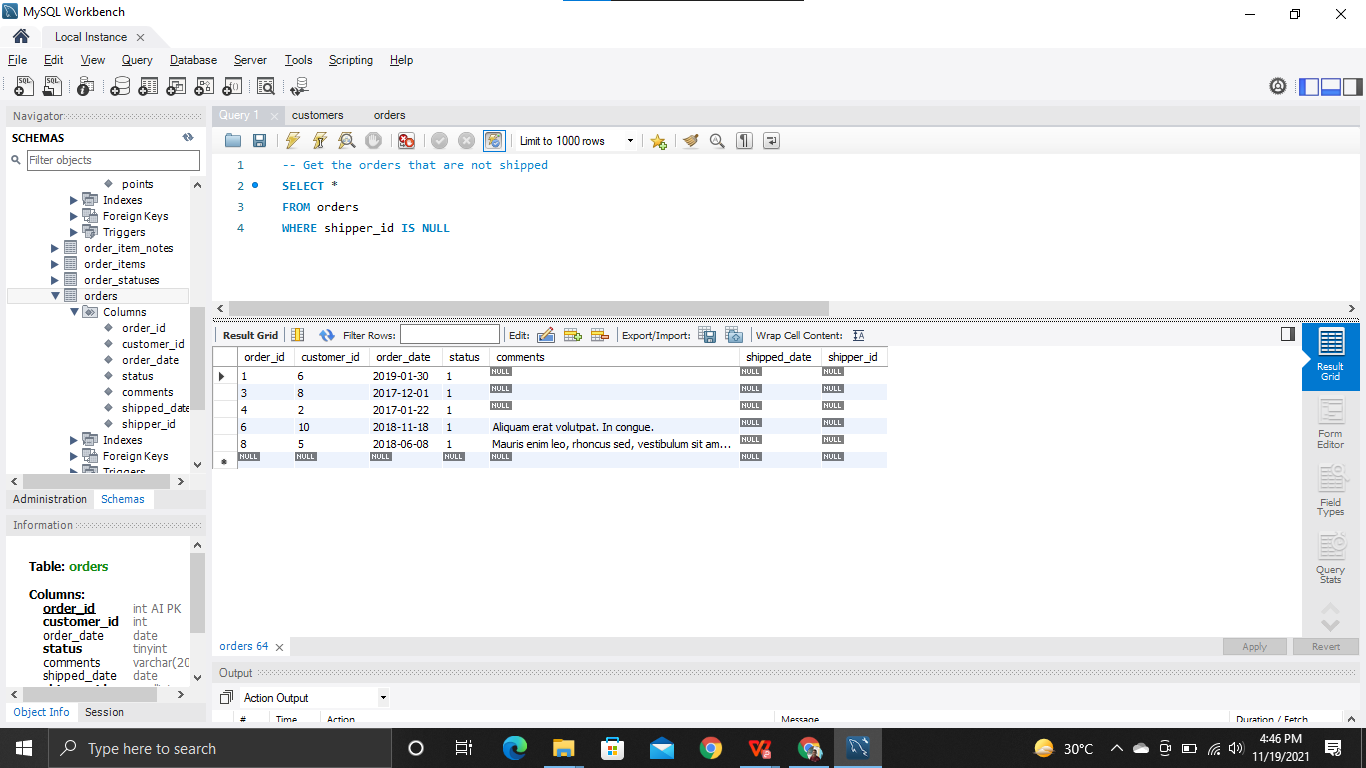 MySQL Workbench
Local Instance
File Edit View Query Database Server Tools Scripting Help
Navigator
SCHEMAS
Filter objects
points
Indexes
Foreign Keys
Triggers
order_item_notes
order_items
order_statuses
orders
Columns
order_id
customer_id
order_date
status
comments
shipped_date
shipper_id
Indexes
Foreign Keys
Triggers
Administration Schemas
Information
Table: orders
Columns:
order_id int AI PK
customer_id int
order_date date
status tinyint
comments varchar(20
shipped_date date
Object Info Session
Query 1 customers orders
Limit to 1000 rows
1 -- Get the orders that are not shipped
2 SELECT *
3 FROM orders
4 WHERE shipper_id IS NULL
Result Grid Filter Rows: Edit: Export/Import: Wrap Cell Content:
order_id customer_id order_date status comments shipped_date shipper_id
1 6 2019-01-30 1 NULL NULL NULL
3 8 2017-12-01 1 NULL NULL NULL
4 2 2017-01-22 1 NULL NULL NULL
6 10 2018-11-18 1 Aliquam erat volutpat. In congue. NULL NULL
8 5 2018-06-08 1 Mauris enim leo, rhoncus sed, vestibulum sit am... NULL NULL
NULL NULL NULL NULL NULL NULL NULL
Result
Grid
Form
Editor
Field
Types
Query
Stats
orders 64
Apply Revert
Output
Action Output
# Time Action Message Duration / Fetch
Type here to search
30°C
4:46 PM
11/19/2021